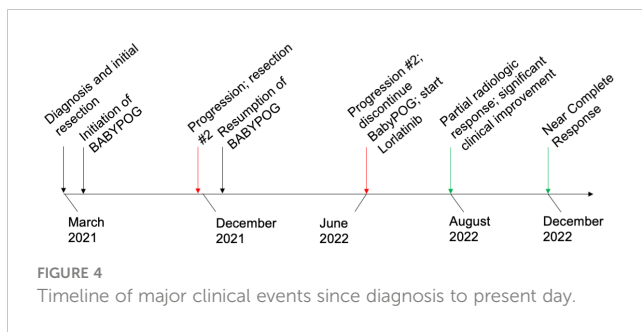 Diagnosis and initial
resection
Initiation of
BABYPOG
Progression; resection
#2
Resumption of
BABYPOG
Progression #2;
discontinue
BabyPOG; start
Lorlatinib
Partial radiologic
response; significant
clinical improvement
Near Complete
Response
March
2021
December
2021
June
2022
August
2022
December
2022
FIGURE 4
Timeline of major clinical events since diagnosis to present day.